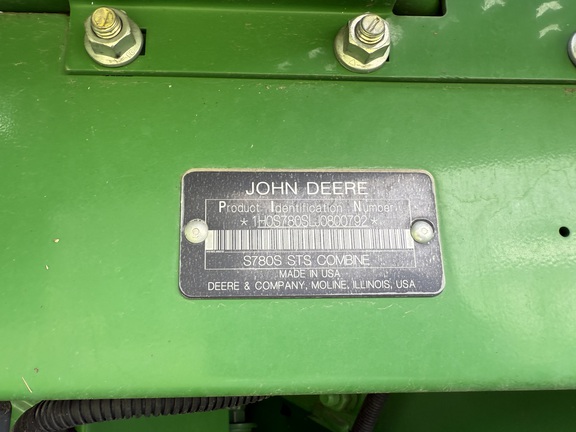 JOHN DEERE
Product Identification Number
*1H0S780SLJ0800792*
S780S STS COMBINE
MADE IN USA
DEERE & COMPANY, MOLINE, ILLINOIS, USA